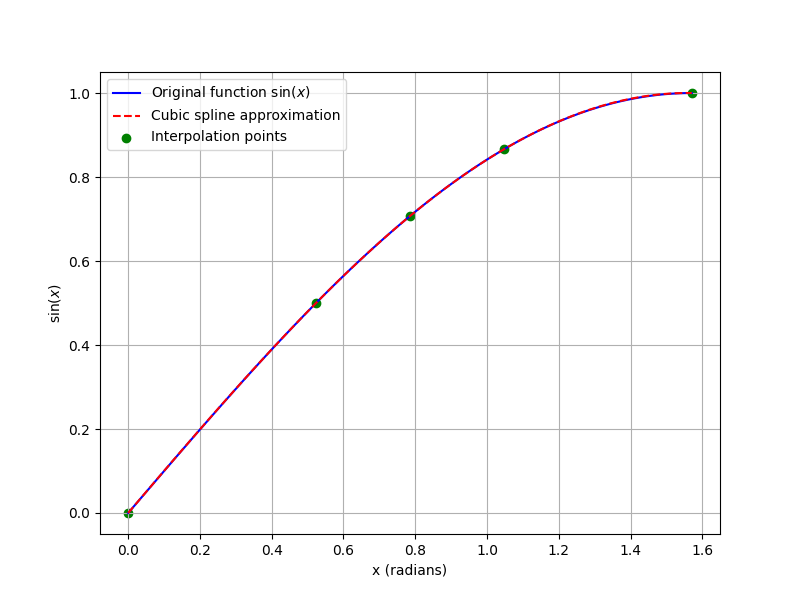 Original function sin(x)
Cubic spline approximation
Interpolation points
1.0
0.8
0.6
0.4
0.2
0.0
sin(x)
0.0 0.2 0.4 0.6 0.8 1.0 1.2 1.4 1.6
x (radians)